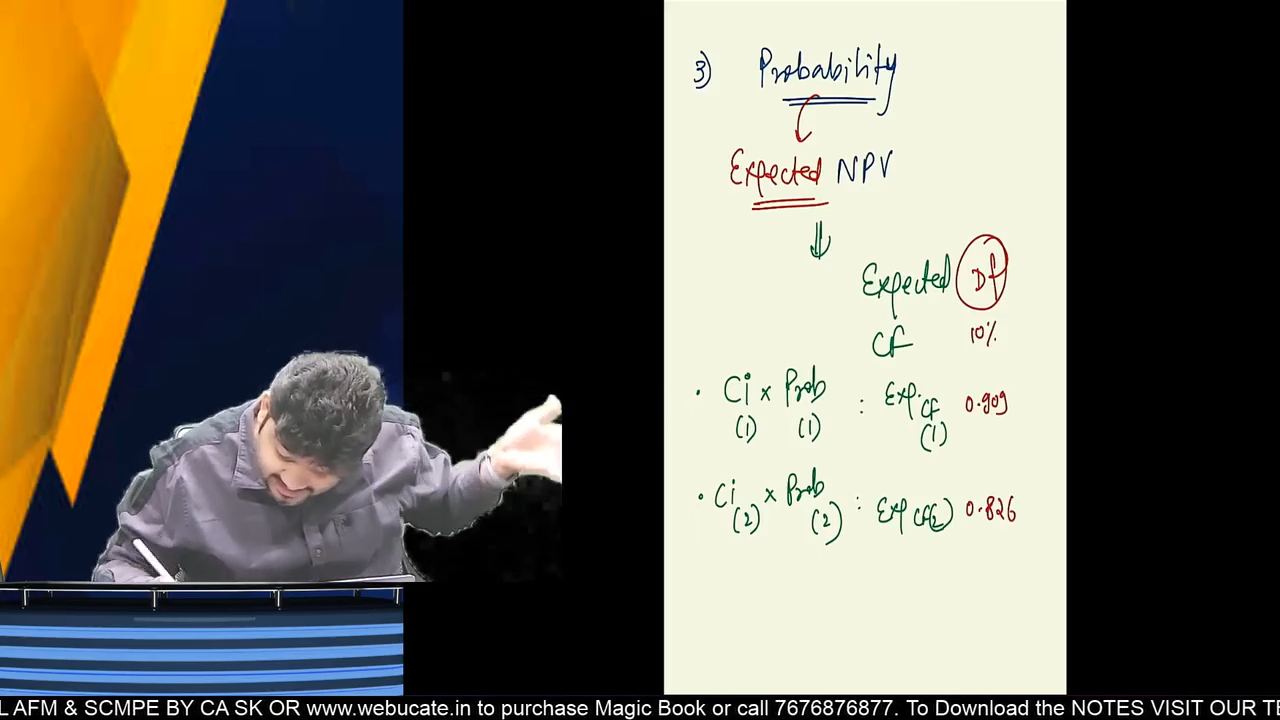 3) Probability
Expected NPV
Expected Df
CF 10%
• Ci x Prob : Exp. CF 0.909
(1) (1) (1)
• Ci x Prob : Exp CF(2) 0.826
(2) (2)
L AFM & SCMPE BY CA SK OR www.webucate.in to purchase Magic Book or call 7676876877. To Download the NOTES VISIT OUR TE